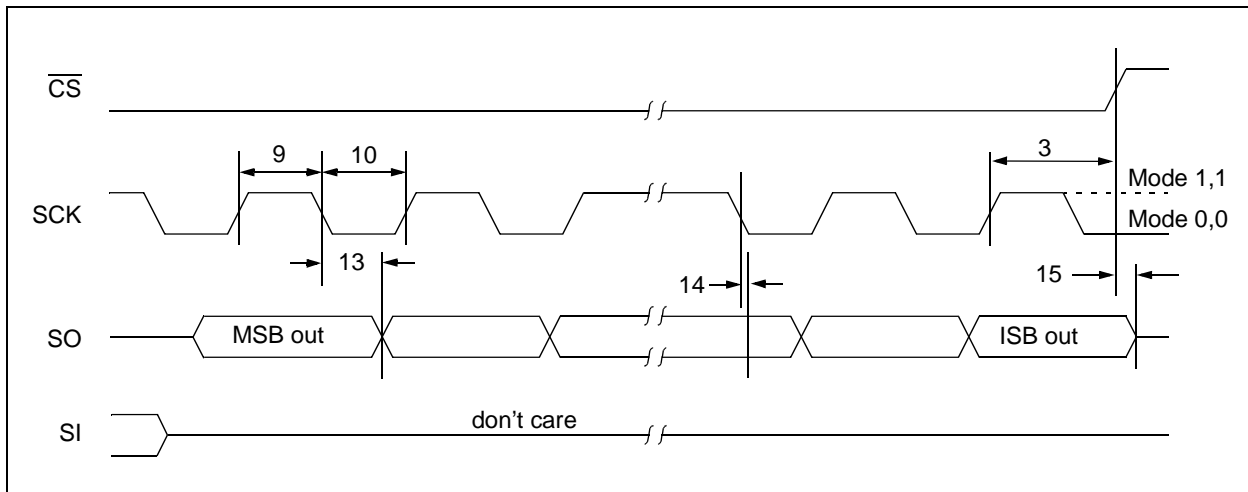 CS
9
10
3
Mode 1,1
SCK
Mode 0,0
13
14
15
SO
MSB out
ISB out
don't care
SI